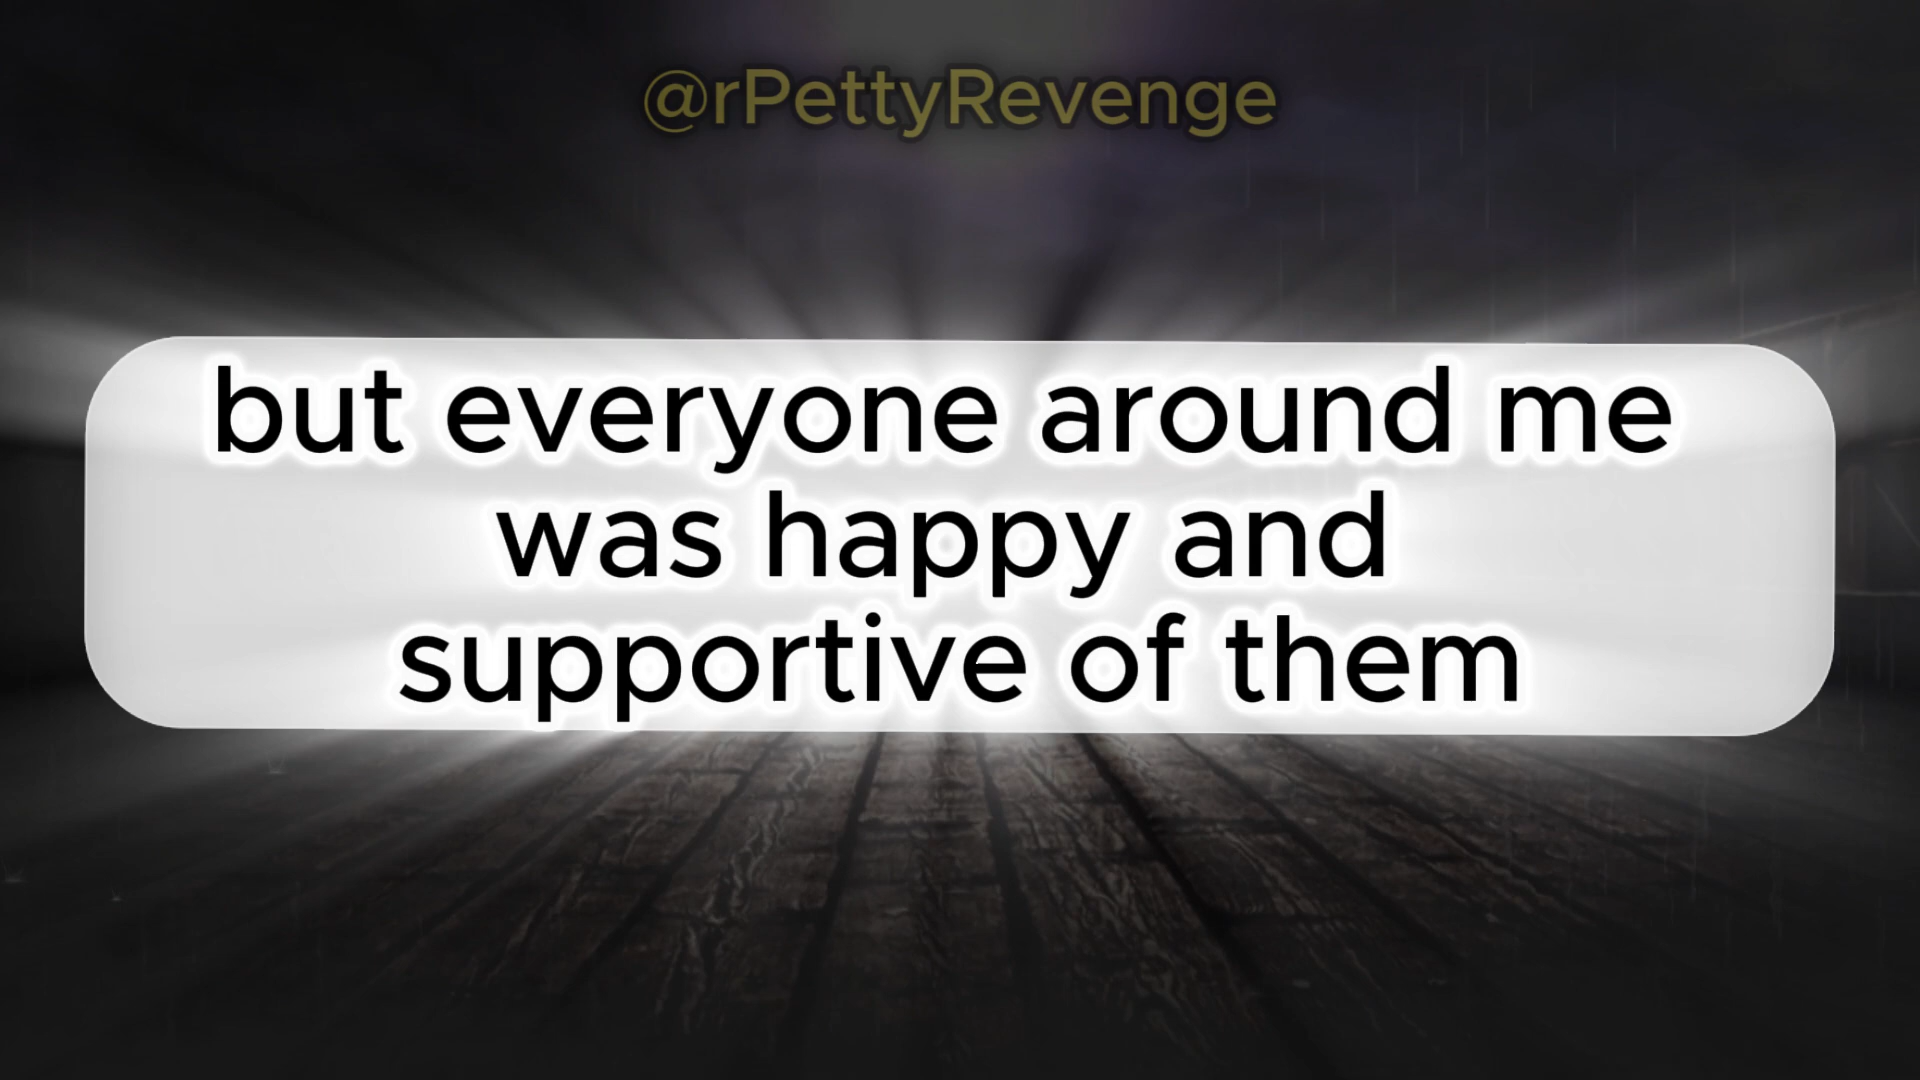 @rPettyRevenge
but everyone around me
was happy and
supportive of them